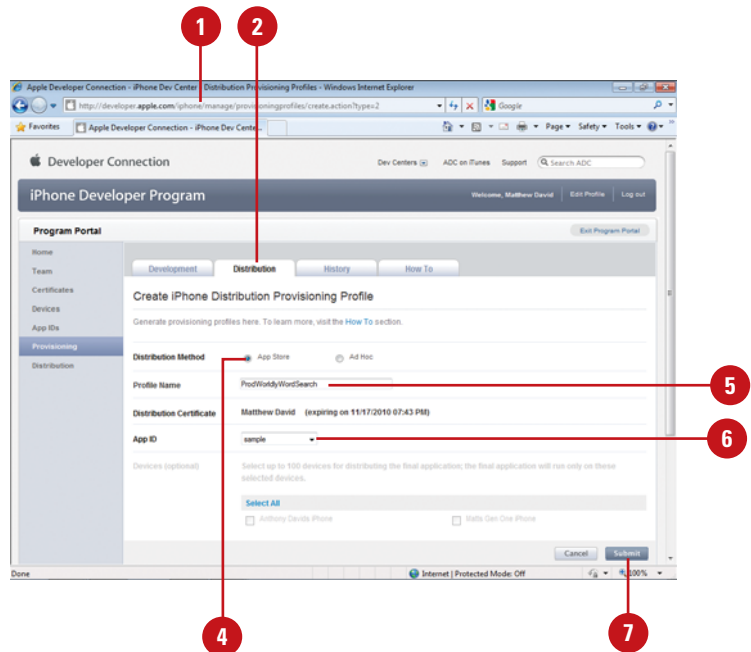 1 2
Apple Developer Connection - iPhone Dev Center Distribution Provisioning Profiles - Windows Internet Explorer
http://developer.apple.com/iphone/manage/provisioningprofiles/create.action?type=2
Google
Favorites Apple Developer Connection - iPhone Dev Cente...
Page Safety Tools
Developer Connection
Dev Centers ADC on iTunes Support Search ADC
iPhone Developer Program
Welcome, Matthew David Edit Profile Log out
Program Portal
Exit Program Portal
Home
Team
Certificates
Devices
App IDs
Provisioning
Distribution
Development Distribution History How To
Create iPhone Distribution Provisioning Profile
Generate provisioning profiles here. To learn more, visit the How To section.
Distribution Method App Store Ad Hoc
Profile Name ProdWorldlyWordSearch
5
Distribution Certificate Matthew David (expiring on 11/17/2010 07:43 PM)
App ID sample
6
Devices (optional) Select up to 100 devices for distributing the final application; the final application will run only on these
selected devices.
Select All
Anthony Davids iPhone Matts Gen One iPhone
Cancel Submit
Done Internet | Protected Mode: Off 100%
4 7